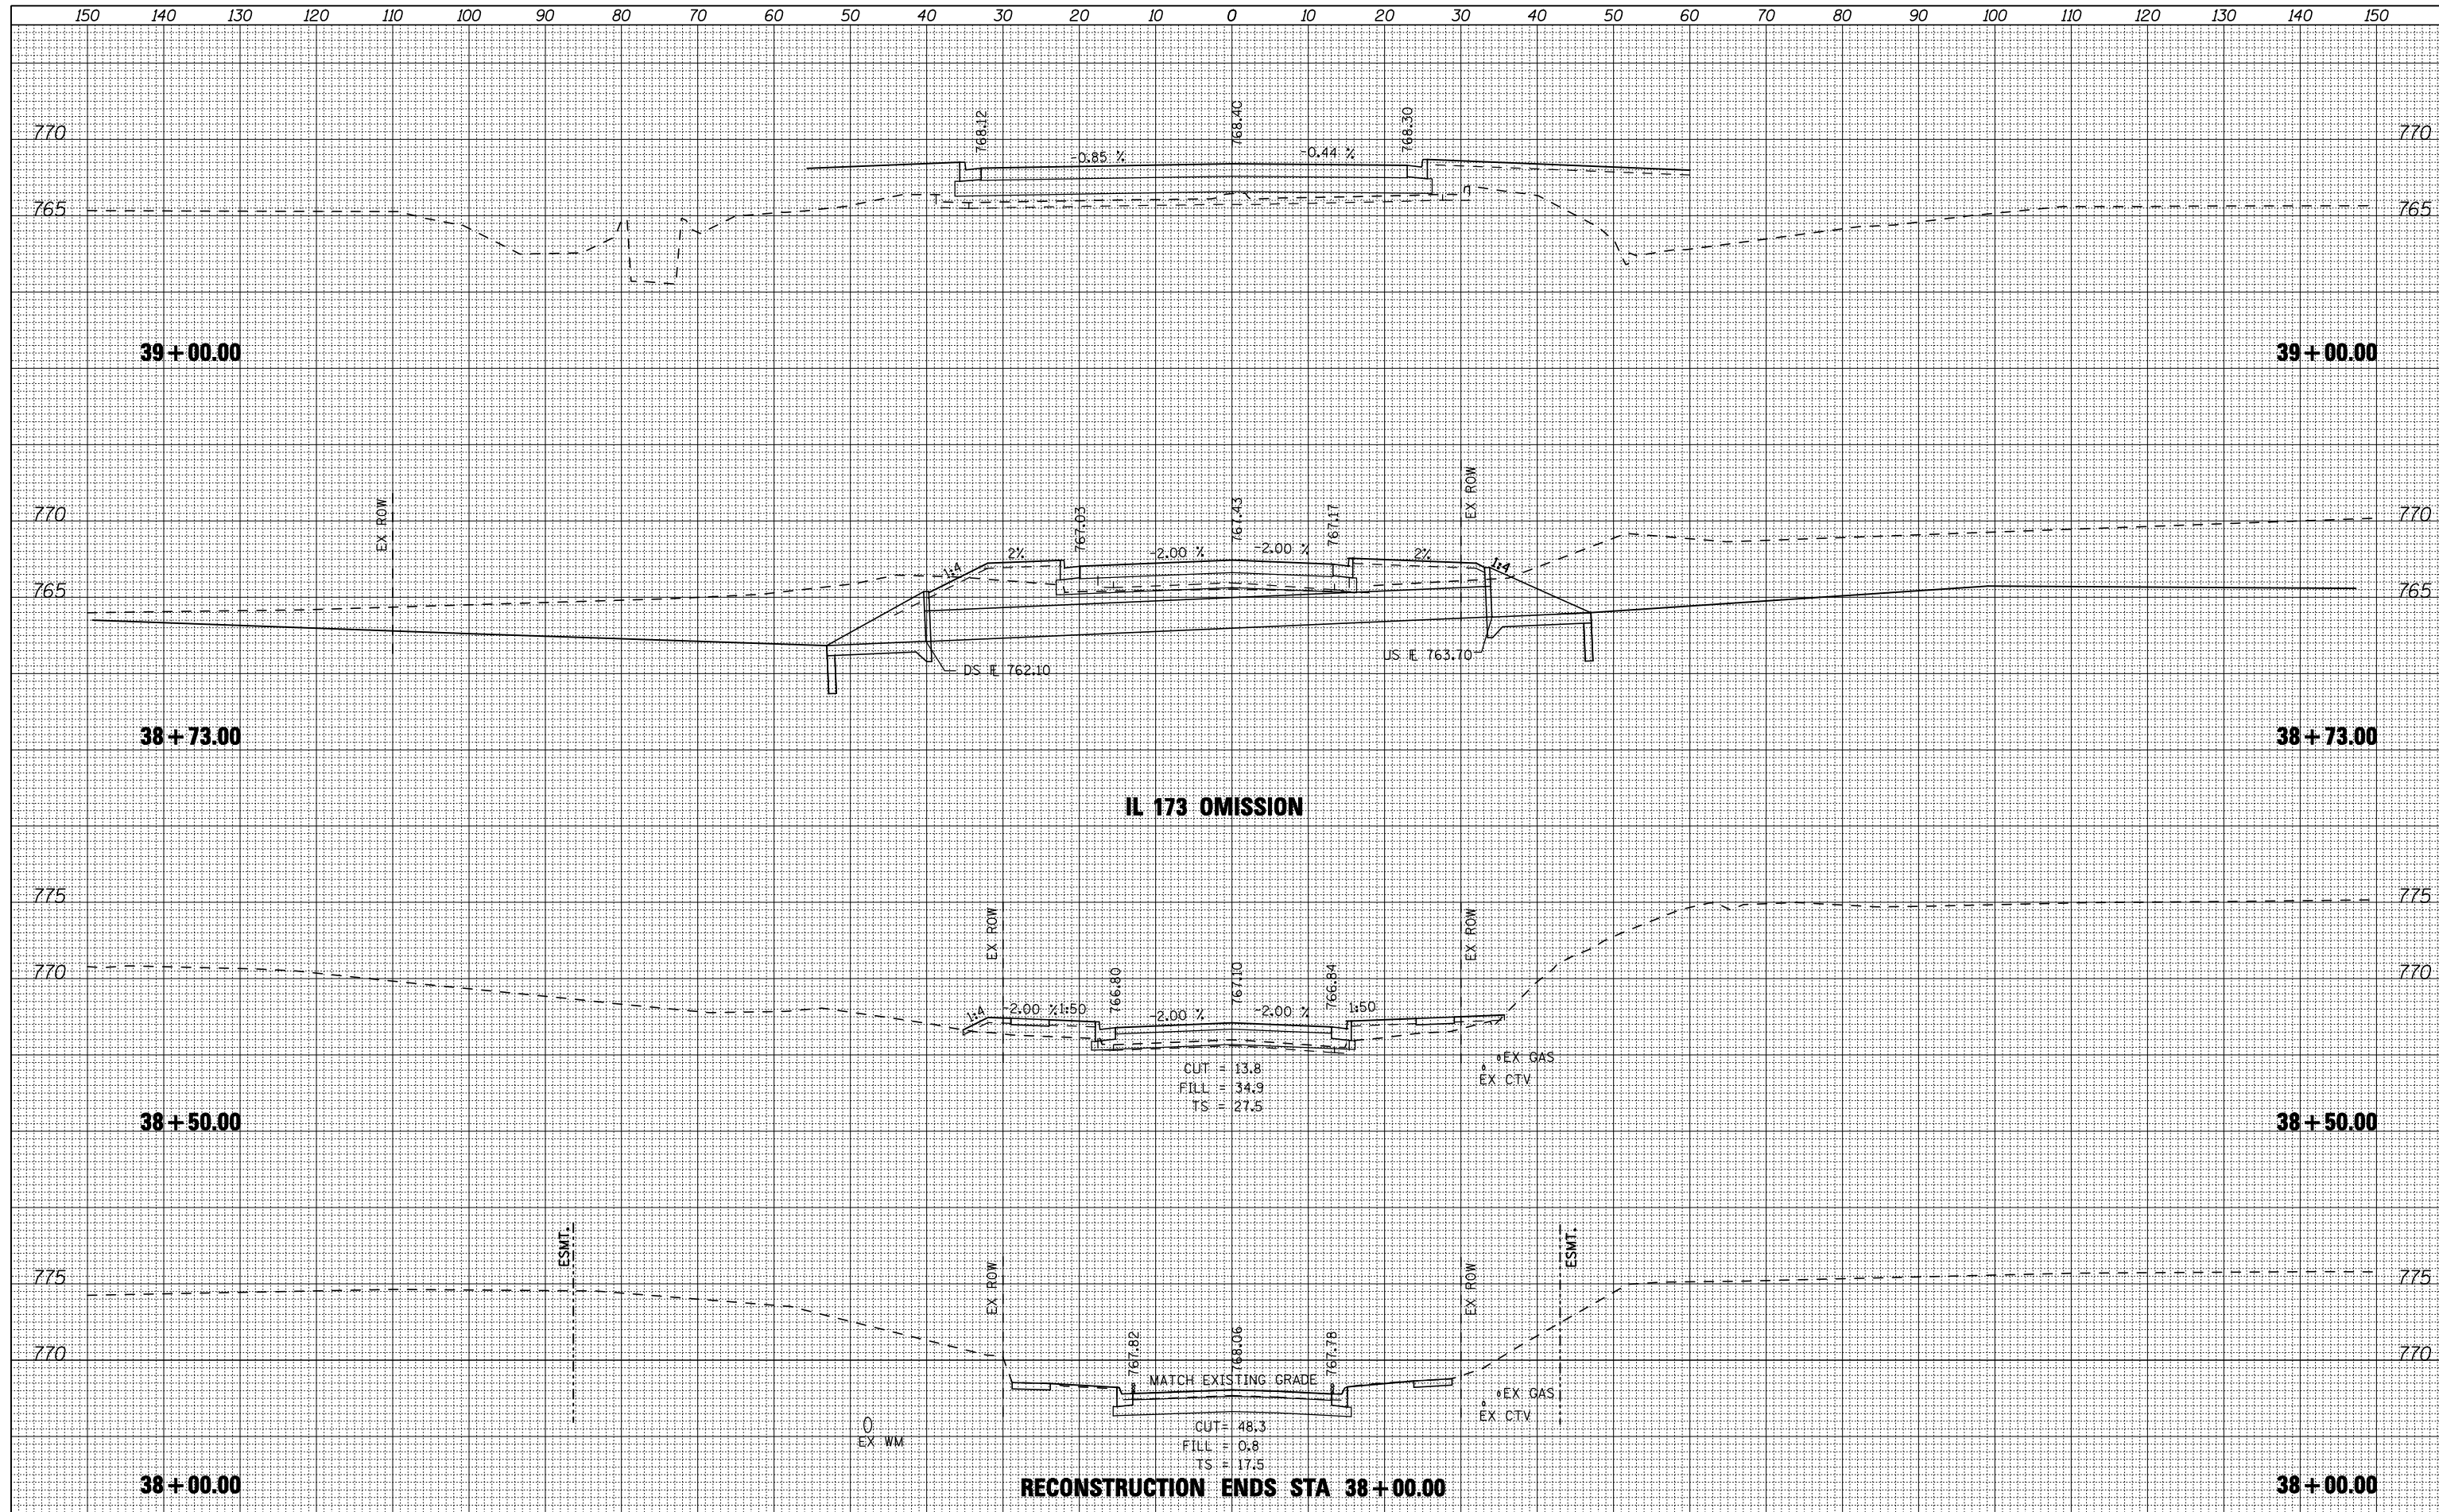 150 140 130 120 110 100 90 80 70 60 50 40 30 20 10 0 10 20 30 40 50 60 70 80 90 100 110 120 130 140 150
768.12 768.40 768.30
770 -0.85 % -0.44 % 770
765 765
39+00.00 39+00.00
EX ROW EX ROW
770 767.03 767.43 767.17 770
1:4 2% -2.00 % -2.00 % 2% 1:4
765 765
DS IE 762.10 US IE 763.70
38+73.00 38+73.00
IL 173 OMISSION
775 775
EX ROW EX ROW
770 766.80 767.10 766.84 770
1:4 -2.00 % 1:50 -2.00 % -2.00 % 1:50
EX GAS
CUT = 13.8
EX CTV
FILL = 34.9
TS = 27.5
38+50.00 38+50.00
ESMT. ESMT.
775 EX ROW EX ROW 775
770 767.82 768.06 767.78 770
MATCH EXISTING GRADE
EX GAS
EX CTV
CUT= 48.3
EX WM
FILL = 0.8
TS = 17.5
38+00.00 RECONSTRUCTION ENDS STA 38+00.00 38+00.00